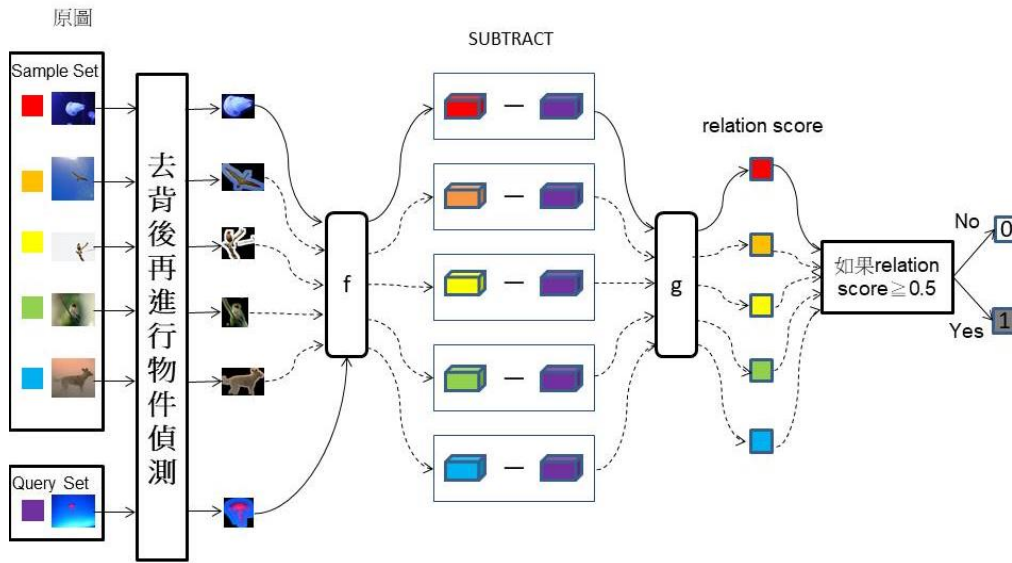 原圖
SUBTRACT
Sample Set
relation score
去背後再進行物件偵測
f
g
如果relation
score≧0.5
No
0
Yes
1
Query Set